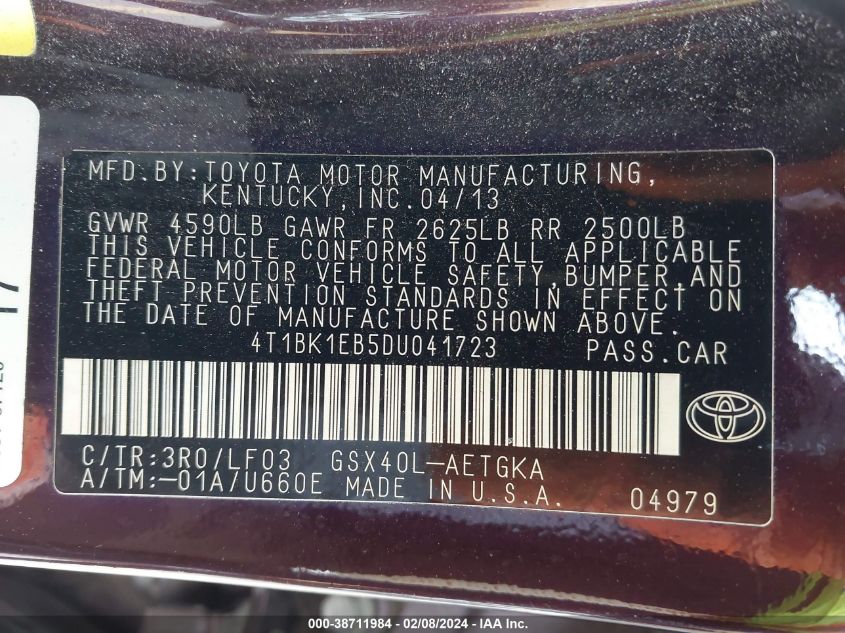 MFD.BY:TOYOTA MOTOR MANUFACTURING,
KENTUCKY, INC. 04/13
GVWR 4590LB GAWR FR 2625LB RR 2500LB
THIS VEHICLE CONFORMS TO ALL APPLICABLE
FEDERAL MOTOR VEHICLE SAFETY,BUMPER,AND
THEFT PREVENTION STANDARDS IN EFFECT ON
THE DATE OF MANUFACTURE SHOWN ABOVE.
4T1BK1EB5DU041723 PASS.CAR
C/TR:3R0/LF03 GSX40L-AETGKA
A/TM:-01A/U660E MADE IN U.S.A. 04979
17
000-38711984 - 02/08/2024 - IAA Inc.